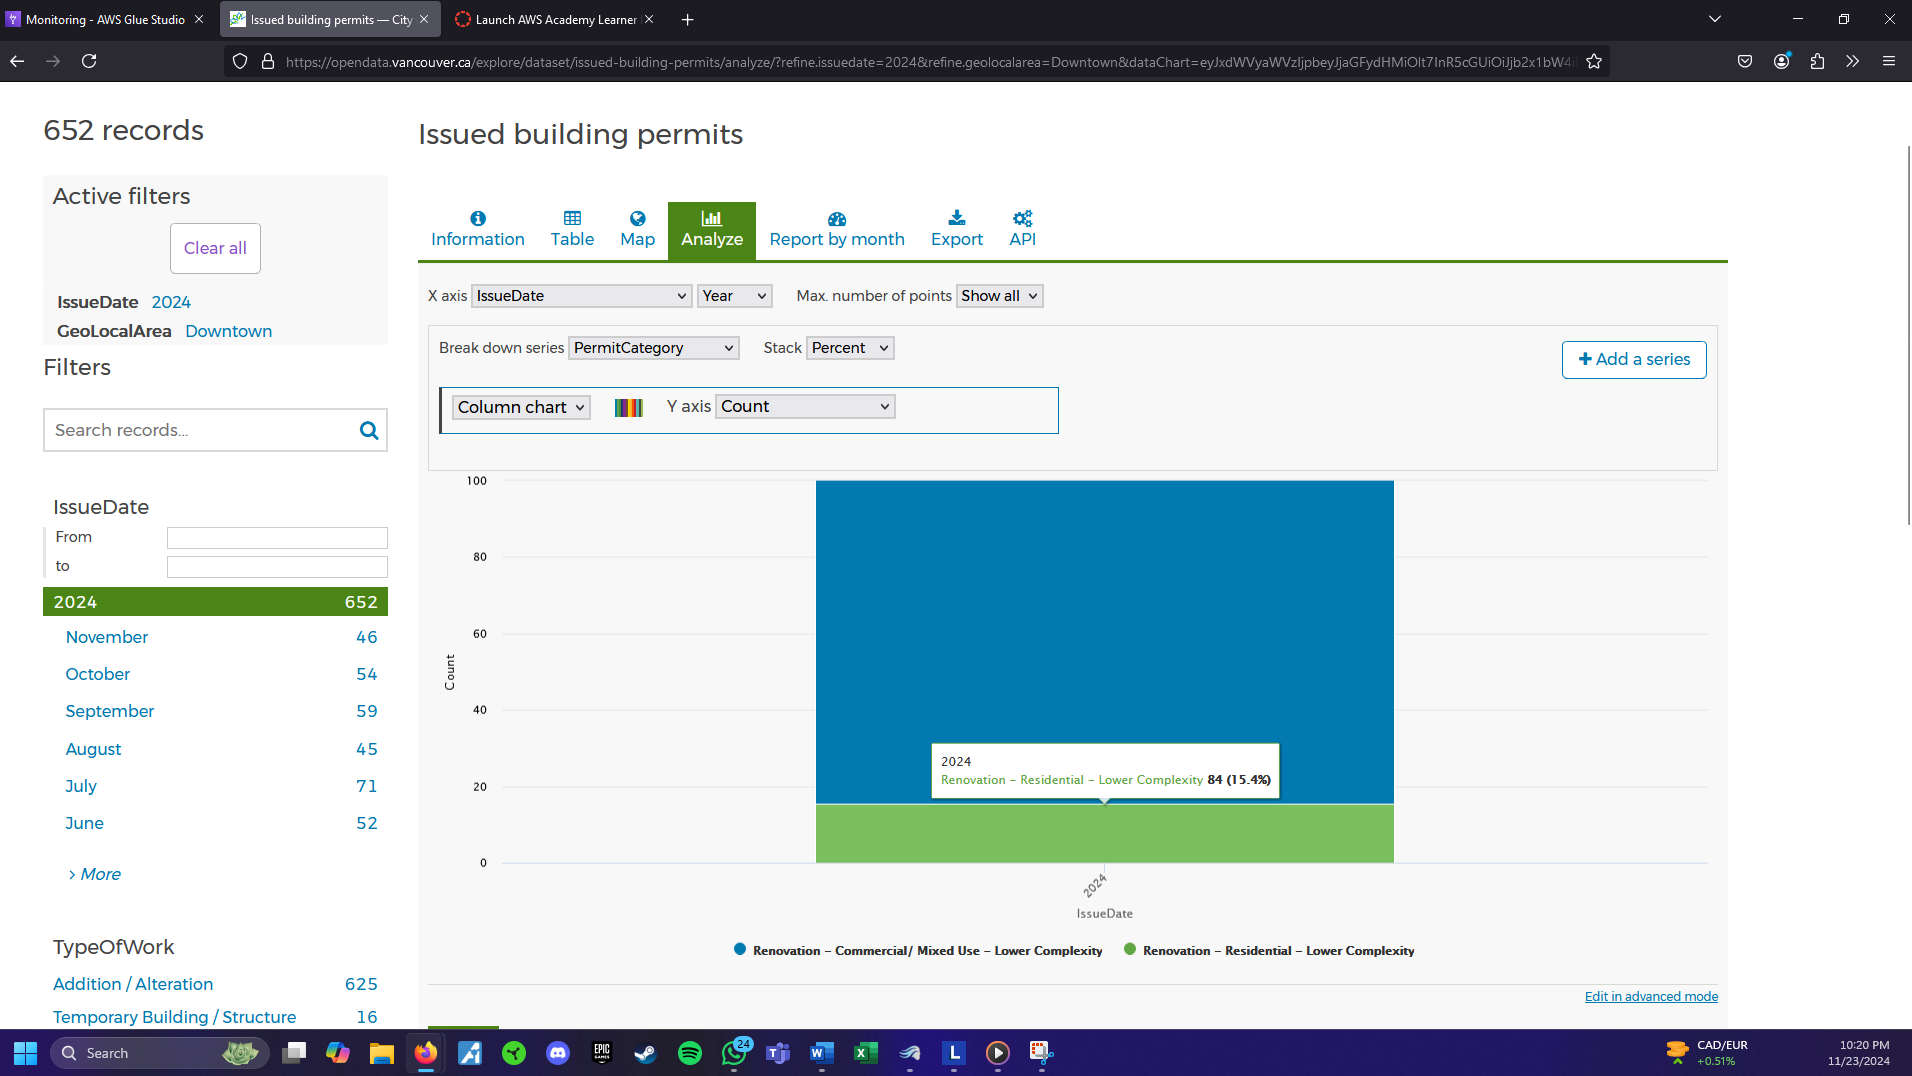 Monitoring - AWS Glue Studio
Issued building permits — City
Launch AWS Academy Learner
https://opendata.vancouver.ca/explore/dataset/issued-building-permits/analyze/?refine.issuedate=2024&refine.geolocalarea=Downtown&dataChart=eyJxdWVyaWVzIjpbeyJjaGFydHMiOlt7InR5cGUiOiJjb2x1bW4i
652 records
Active filters
Clear all
IssueDate 2024
GeoLocalArea Downtown
Filters
Search records...
IssueDate
From
to
2024 652
November 46
October 54
September 59
August 45
July 71
June 52
> More
TypeOfWork
Addition / Alteration 625
Temporary Building / Structure 16
Issued building permits
Information Table Map Analyze Report by month Export API
X axis IssueDate Year Max. number of points Show all
Break down series PermitCategory Stack Percent
+ Add a series
Column chart Y axis Count
100
80
60
40
20
0
Count
2024
Renovation - Residential - Lower Complexity 84 (15.4%)
2024
IssueDate
Renovation - Commercial/ Mixed Use - Lower Complexity Renovation - Residential - Lower Complexity
Edit in advanced mode
Search
EPIC GAMES
24
CAD/EUR
+0.51%
10:20 PM
11/23/2024